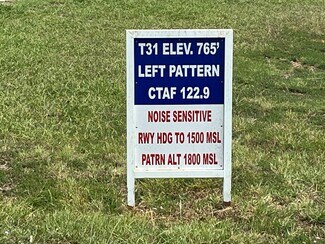 T31 ELEV. 765'
LEFT PATTERN
CTAF 122.9
NOISE SENSITIVE
RWY HDG TO 1500 MSL
PATRN ALT 1800 MSL